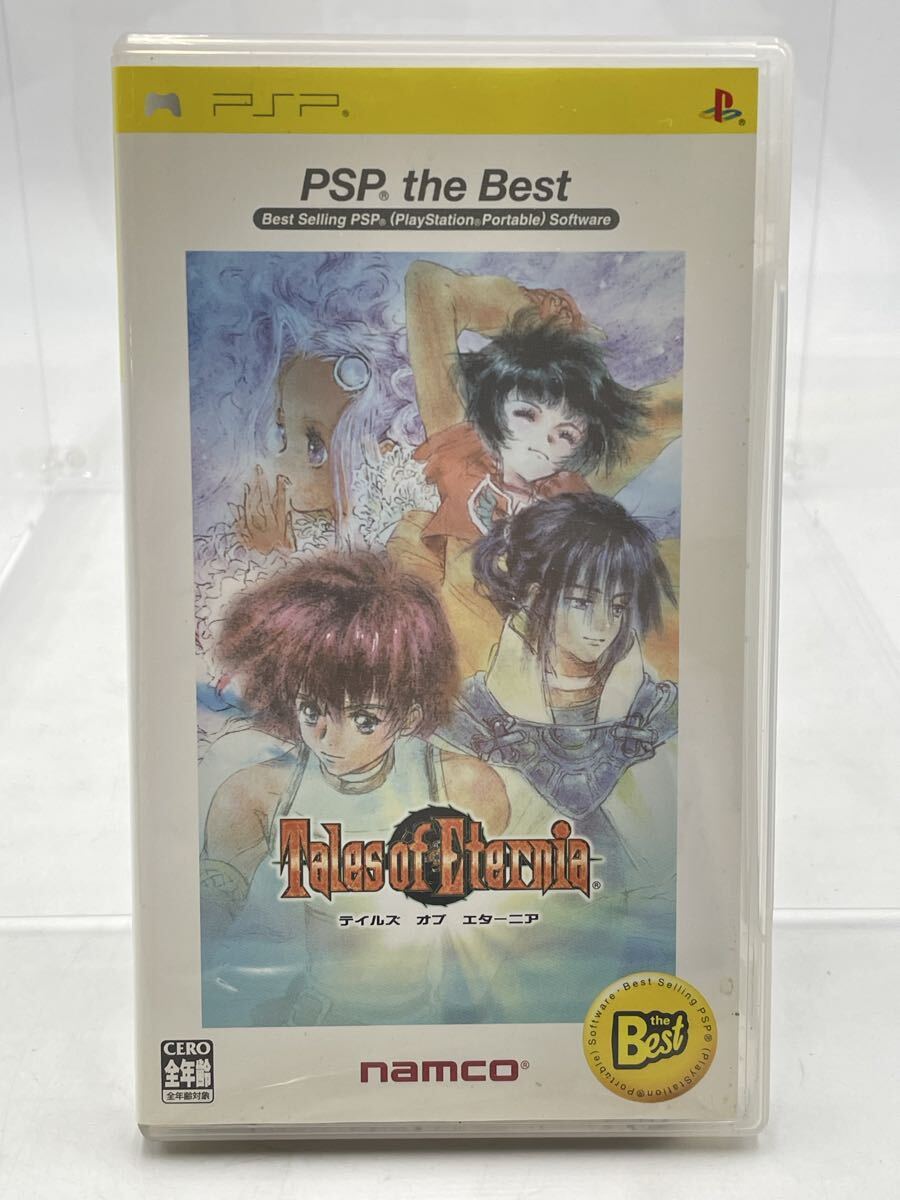 PSP®
PSP® the Best
Best Selling PSP® (PlayStation®Portable) Software
Tales of Eternia®
テイルズ オブ エターニア
CERO
全年齢
全年齢対象
namco®
Software・Best Selling PSP® (PlayStation®Portable)
the
Best